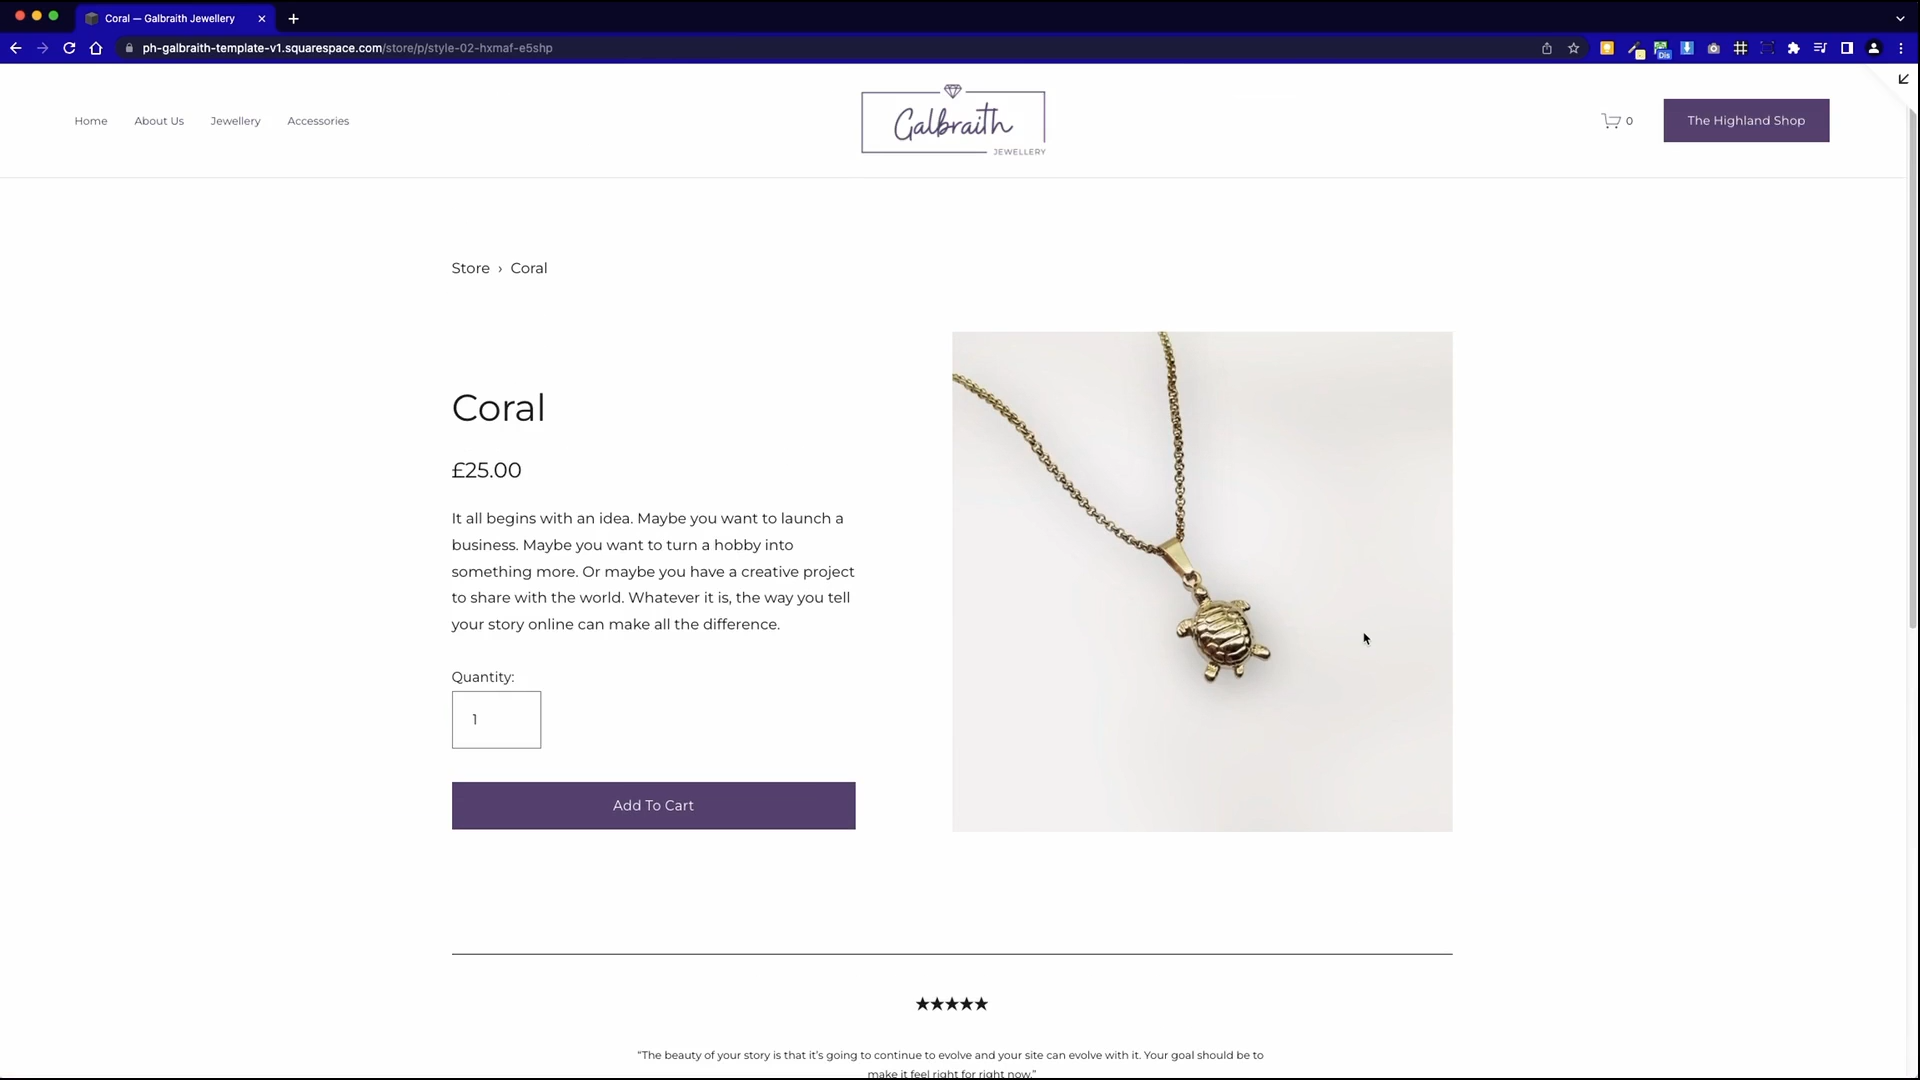 Coral — Galbraith Jewellery
ph-galbraith-template-v1.squarespace.com/store/p/style-02-hxmaf-e5shp
Dis
Home About Us Jewellery Accessories
Galbraith
JEWELLERY
0
The Highland Shop
Store › Coral
Coral
£25.00
It all begins with an idea. Maybe you want to launch a
business. Maybe you want to turn a hobby into
something more. Or maybe you have a creative project
to share with the world. Whatever it is, the way you tell
your story online can make all the difference.
Quantity:
1
Add To Cart
★★★★★
“The beauty of your story is that it’s going to continue to evolve and your site can evolve with it. Your goal should be to
make it feel right for right now.”